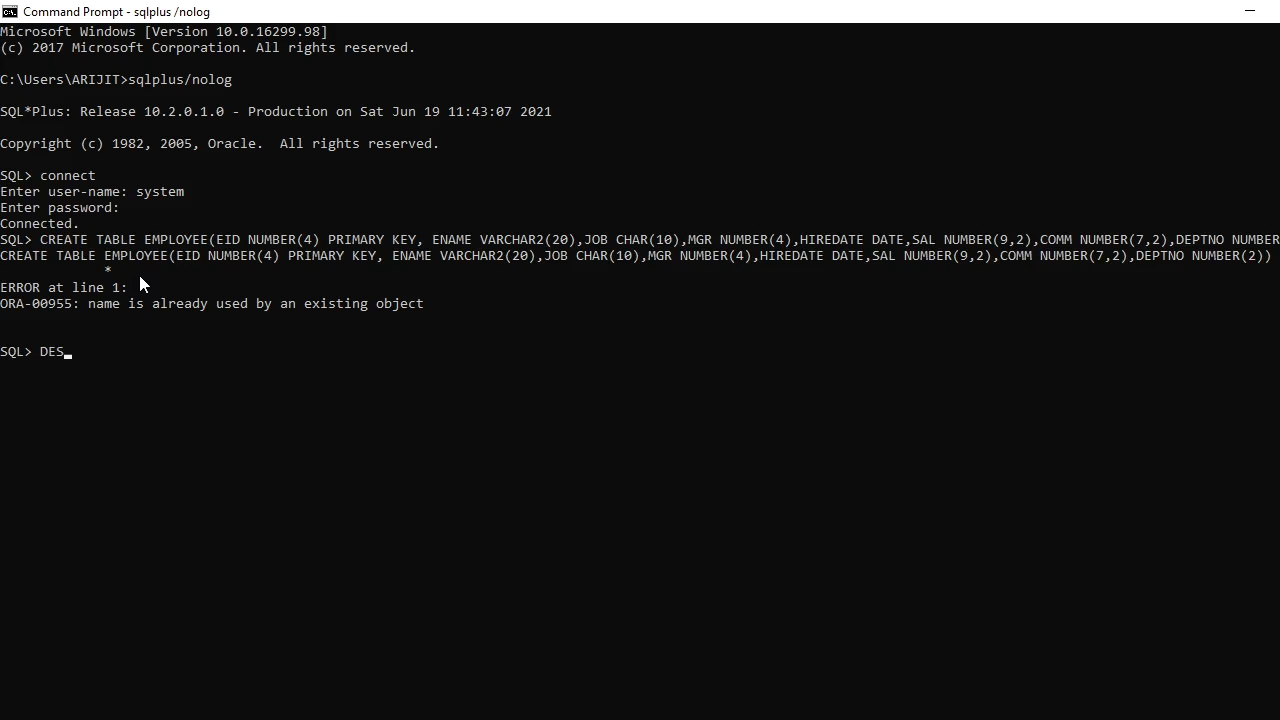 Command Prompt - sqlplus /nolog
Microsoft Windows [Version 10.0.16299.98]
(c) 2017 Microsoft Corporation. All rights reserved.
C:\Users\ARIJIT>sqlplus/nolog
SQL*Plus: Release 10.2.0.1.0 - Production on Sat Jun 19 11:43:07 2021
Copyright (c) 1982, 2005, Oracle.  All rights reserved.
SQL> connect
Enter user-name: system
Enter password:
Connected.
SQL> CREATE TABLE EMPLOYEE(EID NUMBER(4) PRIMARY KEY, ENAME VARCHAR2(20),JOB CHAR(10),MGR NUMBER(4),HIREDATE DATE,SAL NUMBER(9,2),COMM NUMBER(7,2),DEPTNO NUMBER
CREATE TABLE EMPLOYEE(EID NUMBER(4) PRIMARY KEY, ENAME VARCHAR2(20),JOB CHAR(10),MGR NUMBER(4),HIREDATE DATE,SAL NUMBER(9,2),COMM NUMBER(7,2),DEPTNO NUMBER(2))
*
ERROR at line 1:
ORA-00955: name is already used by an existing object
SQL> DES